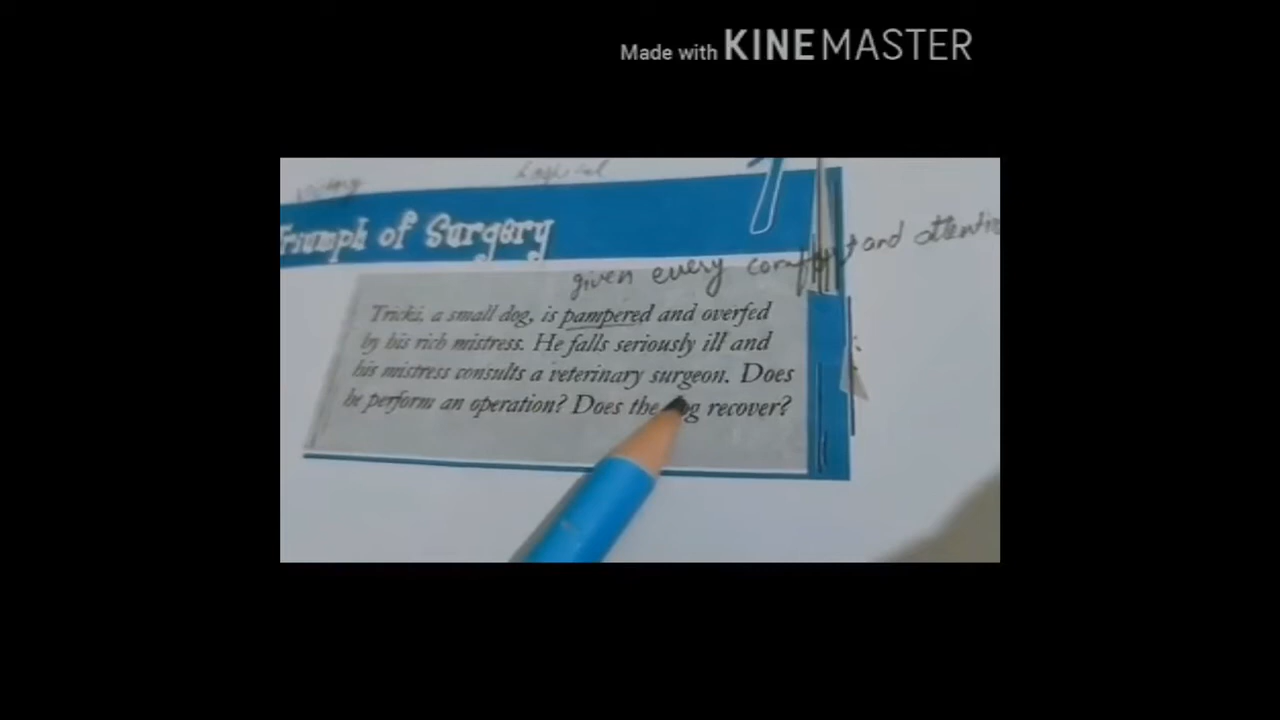 Made with KINEMASTER
Triumph of Surgery
given every comfort and attention
Tricki, a small dog, is pampered and overfed
by his rich mistress. He falls seriously ill and
his mistress consults a veterinary surgeon. Does
he perform an operation? Does the dog recover?